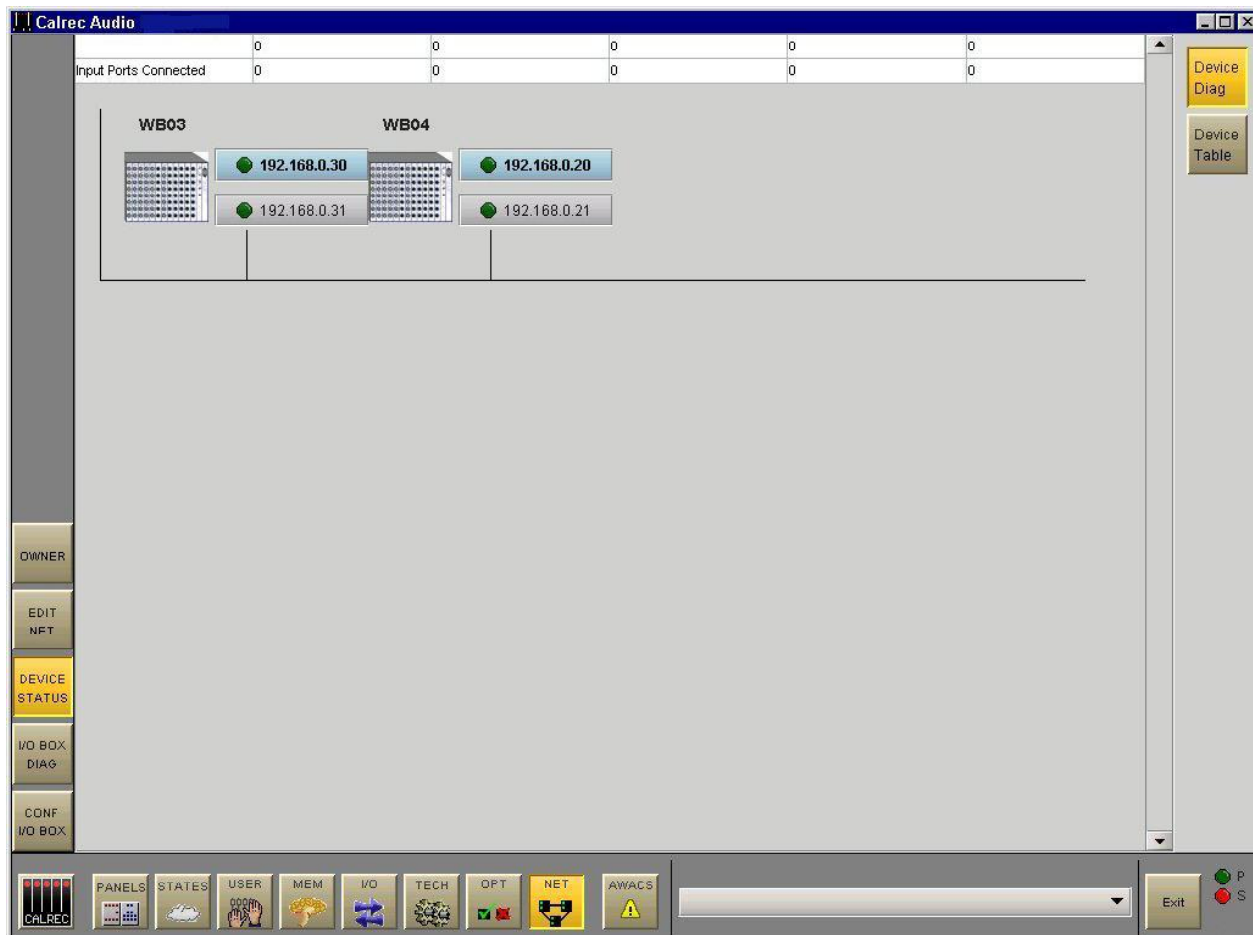 Calrec Audio
0 0 0 0 0
Input Ports Connected 0 0 0 0 0
Device
Diag
Device
Table
WB03 WB04
192.168.0.30 192.168.0.20
192.168.0.31 192.168.0.21
OWNER
EDIT
NET
DEVICE
STATUS
I/O BOX
DIAG
CONF
I/O BOX
CALREC
PANELS STATES USER MEM I/O TECH OPT NET AWACS
Exit
P
S